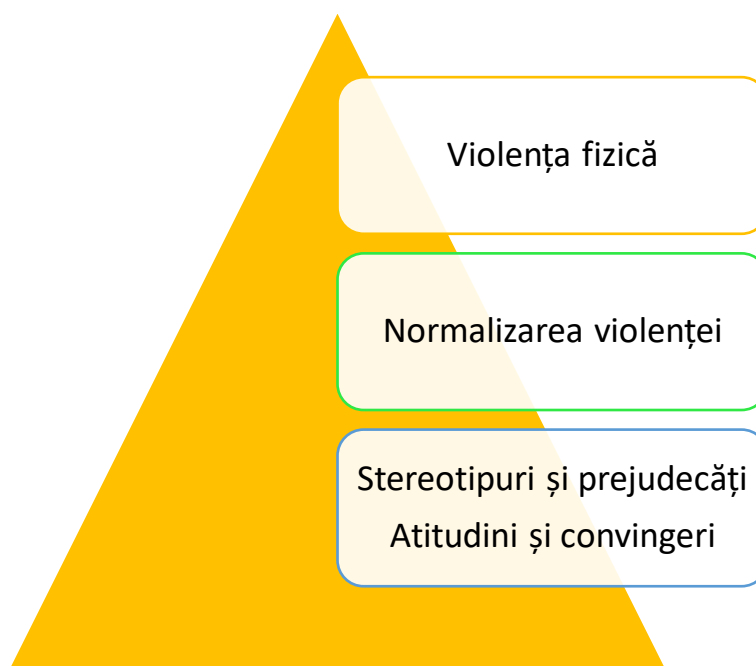 Violența fizică
Normalizarea violenței
Stereotipuri și prejudecăți
Atitudini și convingeri